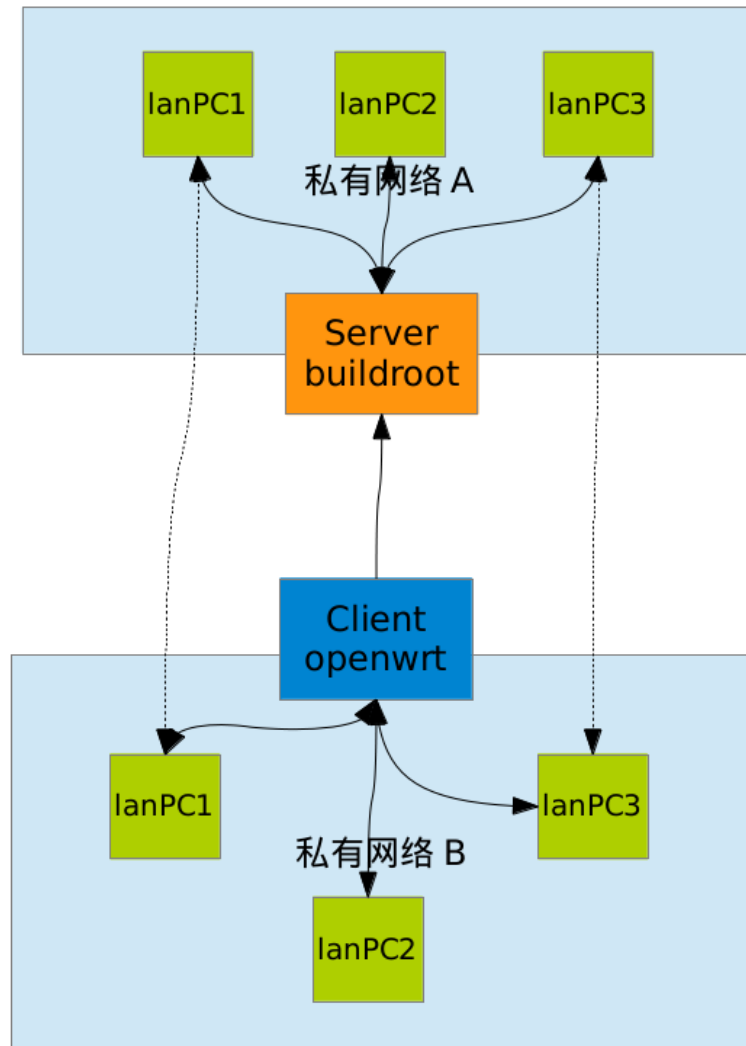 lanPC1
lanPC2
lanPC3
私有网络 A
Server
buildroot
Client
openwrt
lanPC1
lanPC3
私有网络 B
lanPC2